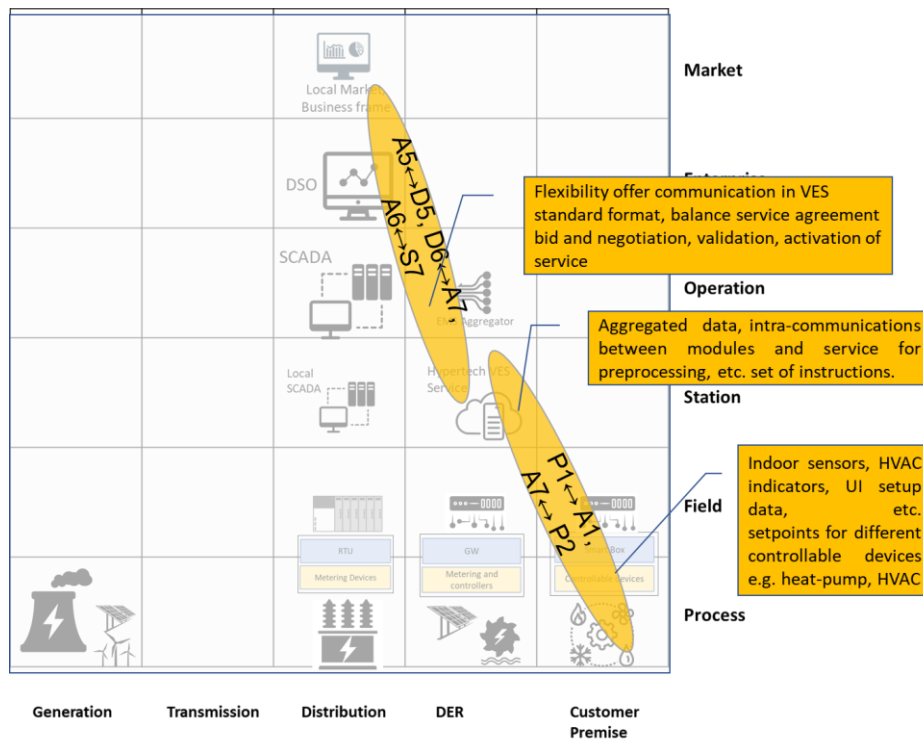 Market
Local Market,
Business frame
A5↔D5, D6↔A7,
A6↔S7
DSO
Flexibility offer communication in VES
standard format, balance service agreement
bid and negotiation, validation, activation of
service
SCADA
Operation
Aggregator
Aggregated data, intra-communications
between modules and service for
preprocessing, etc. set of instructions.
Local
SCADA
Hypertech VES
Service
Station
P1↔A1,
A7↔ P2
Indoor sensors, HVAC
indicators, UI setup
data, etc.
setpoints for different
controllable devices
e.g. heat-pump, HVAC
Field
RTU
GW
Box
Metering Devices
Metering and
controllers
Controllable Devices
Process
Generation
Transmission
Distribution
DER
Customer
Premise